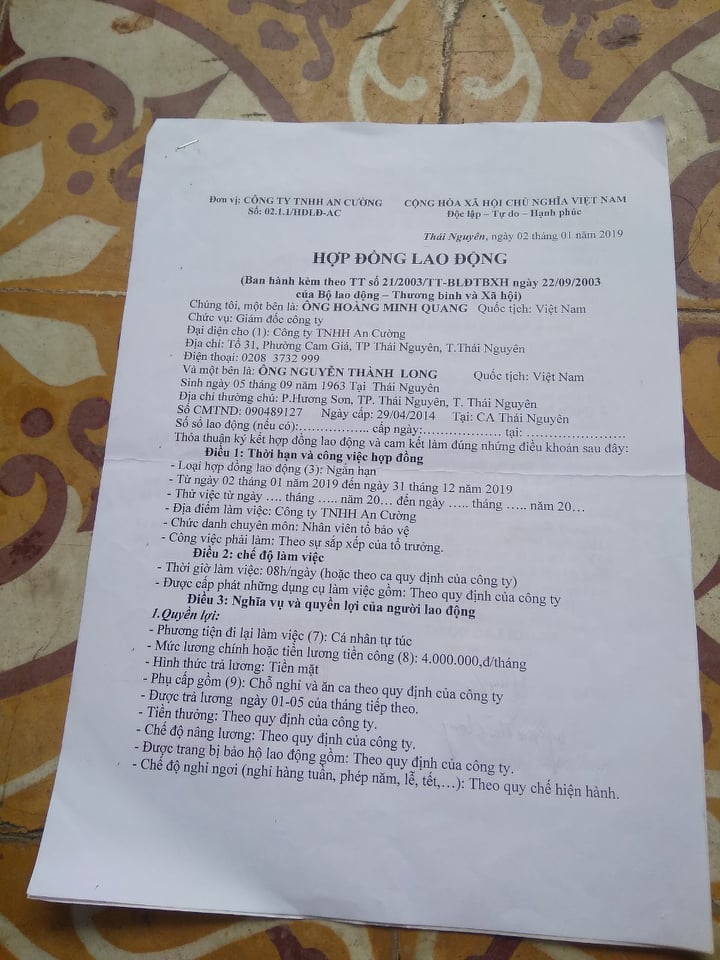 Đơn vị: CÔNG TY TNHH AN CƯỜNG CỘNG HÒA XÃ HỘI CHỦ NGHĨA VIỆT NAM
Số: 02.1.1/HDLĐ-AC Độc lập – Tự do – Hạnh phúc
Thái Nguyên, ngày 02 tháng 01 năm 2019
HỢP ĐỒNG LAO ĐỘNG
(Ban hành kèm theo TT số 21/2003/TT-BLĐTBXH ngày 22/09/2003
của Bộ lao động – Thương binh và Xã hội)
Chúng tôi, một bên là: ÔNG HOÀNG MINH QUANG Quốc tịch: Việt Nam
Chức vụ: Giám đốc công ty
Đại diện cho (1): Công ty TNHH An Cường
Địa chỉ: Tổ 31, Phường Cam Giá, TP Thái Nguyên, T.Thái Nguyên
Điện thoại: 0208 3732 999
Và một bên là: ÔNG NGUYỄN THÀNH LONG Quốc tịch: Việt Nam
Sinh ngày 05 tháng 09 năm 1963 Tại Thái Nguyên
Địa chỉ thường chú: P.Hương Sơn, TP. Thái Nguyên, T. Thái Nguyên
Số CMTND: 090489127 Ngày cấp: 29/04/2014 Tại: CA Thái Nguyên
Số sổ lao động (nếu có):.................. cấp ngày:.................. tại: ......................
Thỏa thuận ký kết hợp đồng lao động và cam kết làm đúng những điều khoản sau đây:
Điều 1: Thời hạn và công việc hợp đồng
- Loại hợp đồng lao động (3): Ngắn hạn
- Từ ngày 02 tháng 01 năm 2019 đến ngày 31 tháng 12 năm 2019
- Thử việc từ ngày …. tháng ….. năm 20… đến ngày ….. tháng ….. năm 20…
- Địa điểm làm việc: Công ty TNHH An Cường
- Chức danh chuyên môn: Nhân viên tổ bảo vệ
- Công việc phải làm: Theo sự sắp xếp của tổ trưởng.
Điều 2: chế độ làm việc
- Thời giờ làm việc: 08h/ngày (hoặc theo ca quy định của công ty)
- Được cấp phát những dụng cụ làm việc gồm: Theo quy định của công ty
Điều 3: Nghĩa vụ và quyền lợi của người lao động
1.Quyền lợi:
- Phương tiện đi lại làm việc (7): Cá nhân tự túc
- Mức lương chính hoặc tiền lương tiền công (8): 4.000.000,đ/tháng
- Hình thức trả lương: Tiền mặt
- Phụ cấp gồm (9): Chỗ nghỉ và ăn ca theo quy định của công ty
- Được trả lương ngày 01-05 của tháng tiếp theo.
- Tiền thưởng: Theo quy định của công ty.
- Chế độ nâng lương: Theo quy định của công ty.
- Được trang bị bảo hộ lao động gồm: Theo quy định của công ty.
- Chế độ nghỉ ngơi (nghỉ hàng tuần, phép năm, lễ, tết,…): Theo quy chế hiện hành.